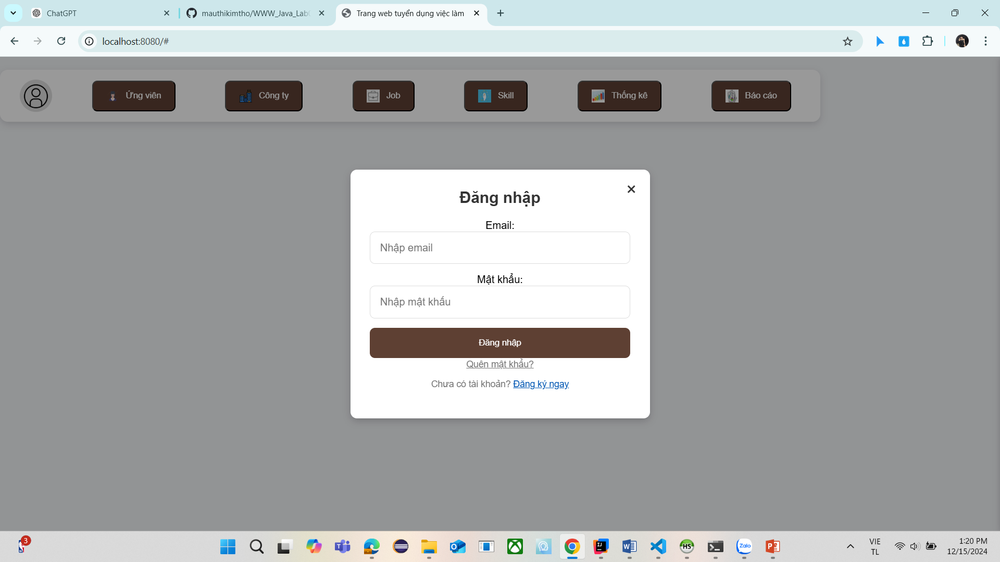 ChatGPT
mauthikimtho/WWW_Java_Lab
Trang web tuyển dụng việc làm
localhost:8080/#
Ứng viên
Công ty
Job
Skill
Thống kê
Báo cáo
Đăng nhập
Email:
Nhập email
Mật khẩu:
Nhập mật khẩu
Đăng nhập
Quên mật khẩu?
Chưa có tài khoản? Đăng ký ngay
3
Zalo
HS
VIE
TL
1:20 PM
12/15/2024